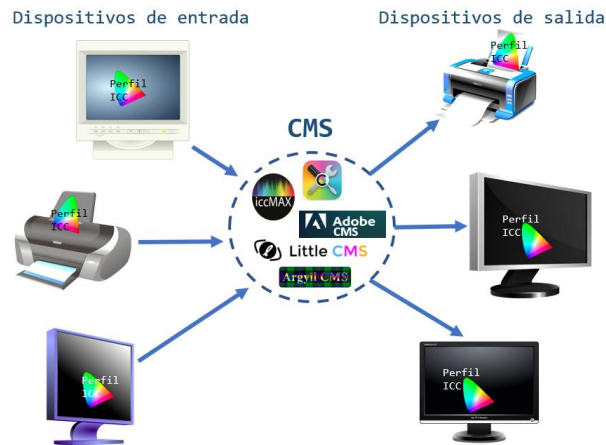 Dispositivos de entrada
Dispositivos de salida
Perfil
ICC
Perfil
ICC
CMS
iccMAX
Adobe
CMS
Little CMS
Argyll CMS
Perfil
ICC
Perfil
ICC
Perfil
ICC
Perfil
ICC